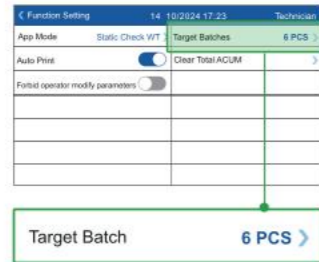 Function Setting 14 10/2024 17:23 Technician
App Mode Static Check WT Target Batches 6 PCS
Auto Print Clear Total ACUM
Forbid operator modify parameters
Target Batch 6 PCS